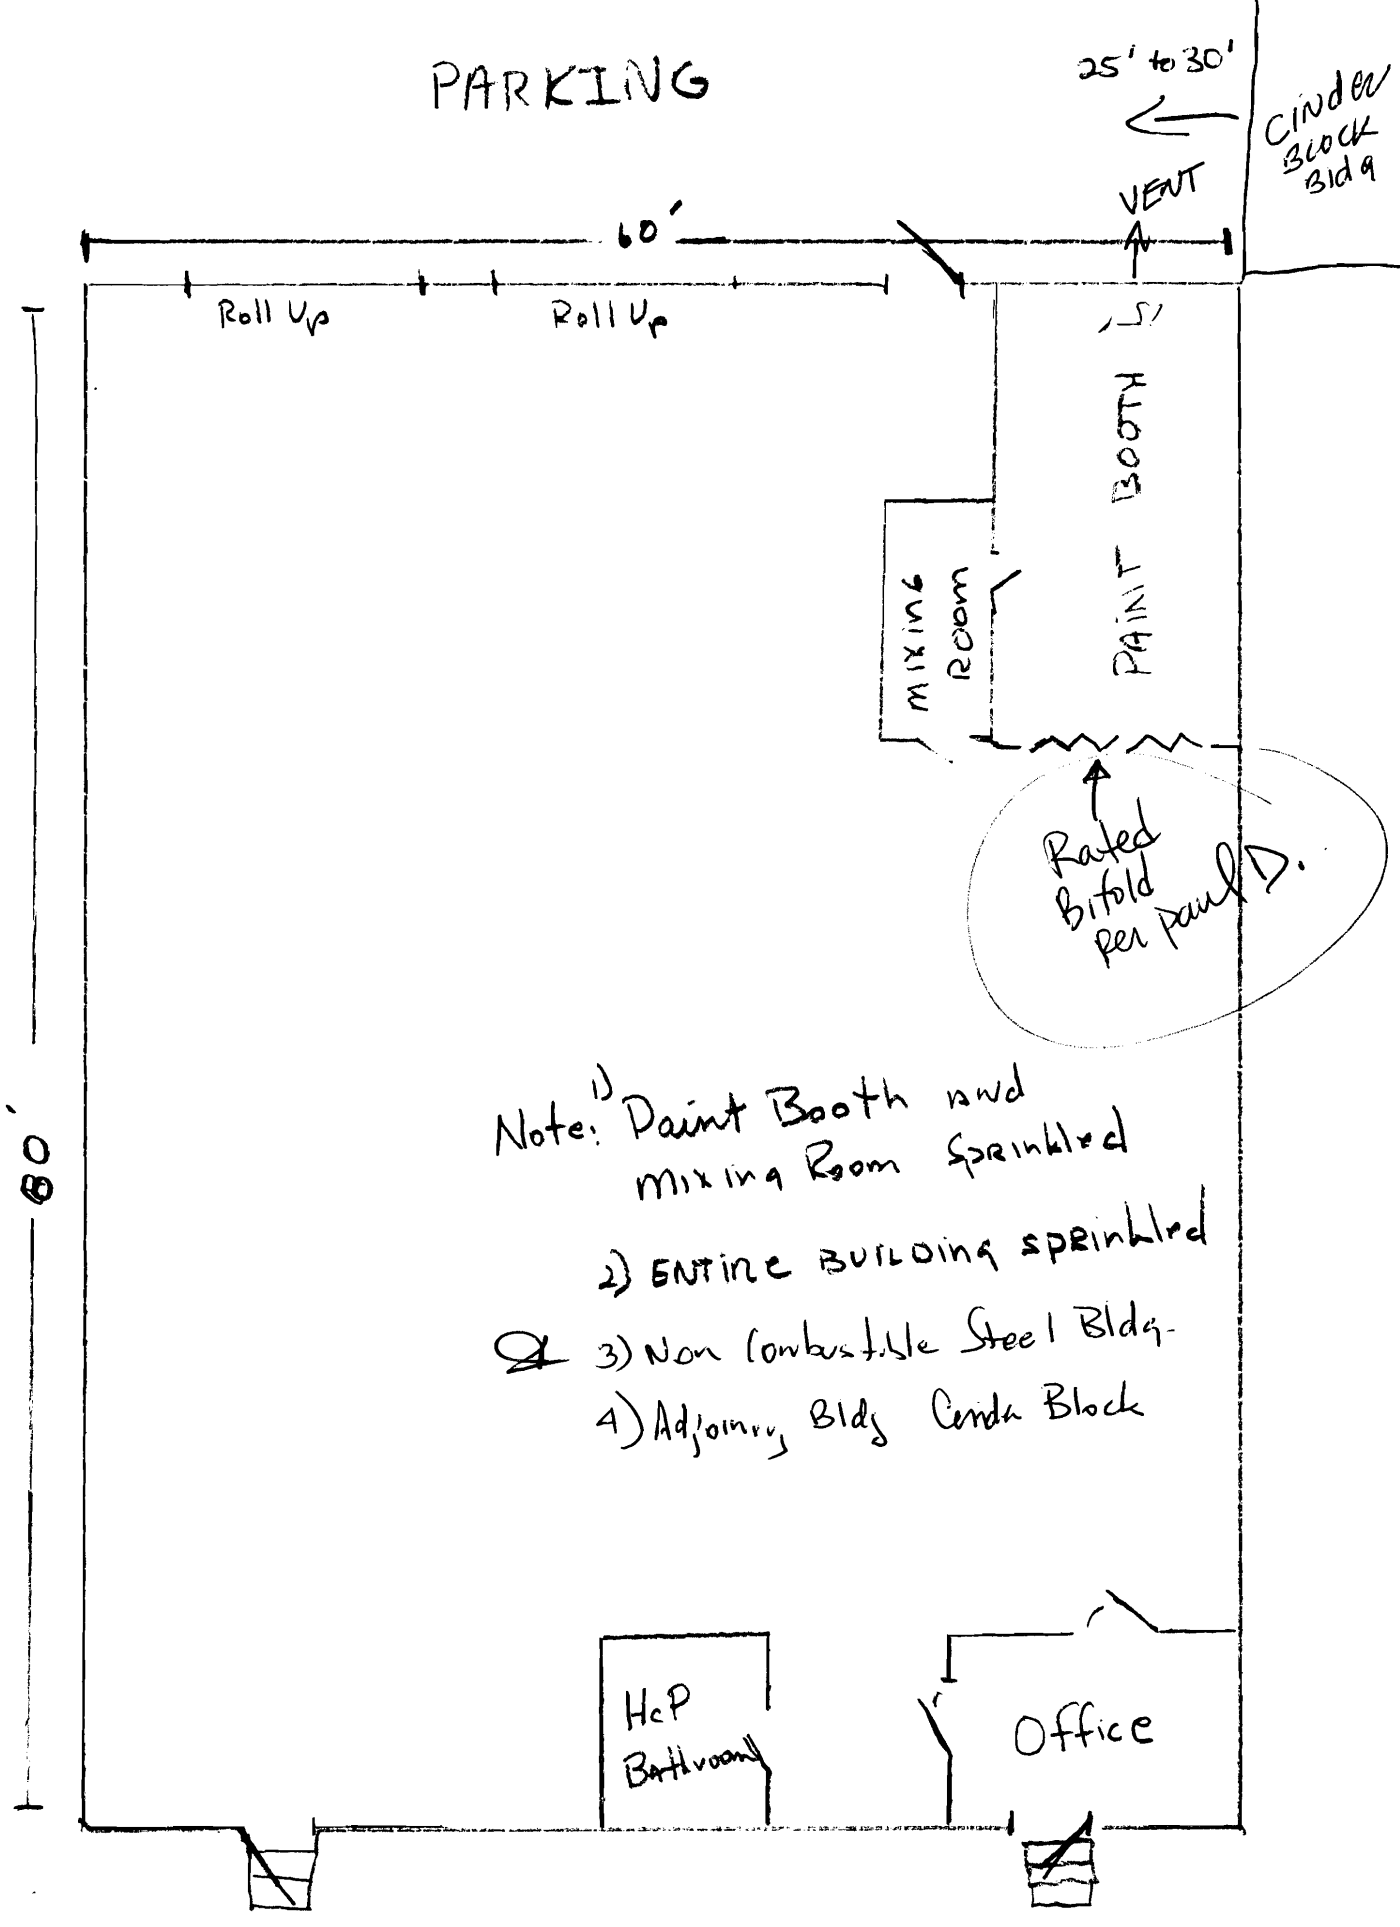 PARKING
25' to 30'
Cinder
Block
Bldg
VENT
60'
Roll Up
Roll Up
PAINT BOOTH
MIXING
ROOM
Rated
Bifold
per Paul D.
80'
Note: 1) Paint Booth and
Mixing Room Sprinkled
2) ENTIRE BUILDING sprinkled
3) Non Combustible Steel Bldg.
4) Adjoining Bldg Cinder Block
HcP
Bathroom
Office